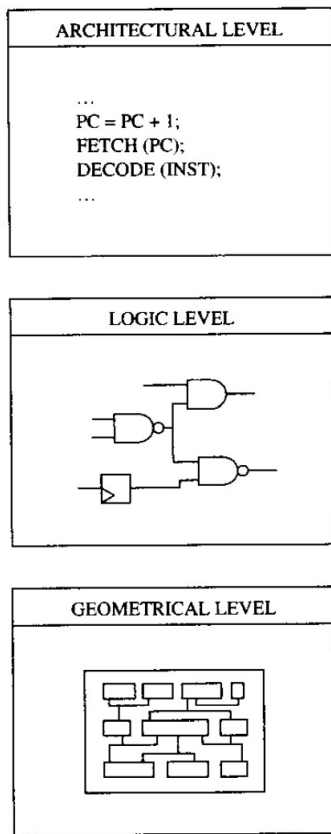 ARCHITECTURAL LEVEL
...
PC = PC + 1;
FETCH (PC);
DECODE (INST);
...
LOGIC LEVEL
GEOMETRICAL LEVEL